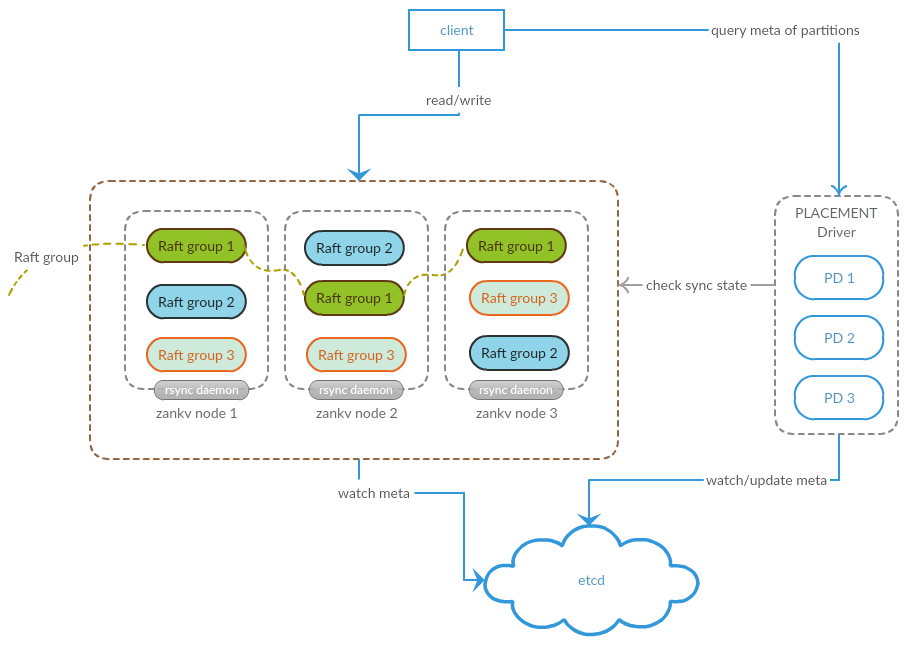 client
query meta of partitions
read/write
PLACEMENT
Driver
Raft group
Raft group 1
Raft group 2
Raft group 3
rsync daemon
zankv node 1
Raft group 2
Raft group 1
Raft group 3
rsync daemon
zankv node 2
Raft group 1
Raft group 3
Raft group 2
rsync daemon
zankv node 3
check sync state
PD 1
PD 2
PD 3
watch meta
watch/update meta
etcd